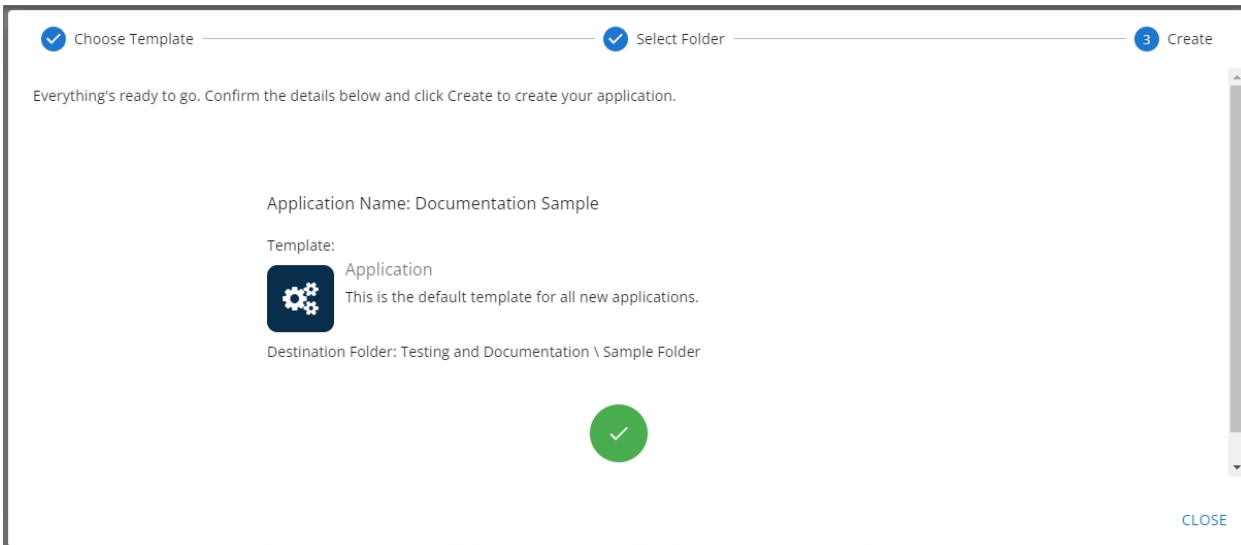 Choose Template
Select Folder
3 Create
Everything's ready to go. Confirm the details below and click Create to create your application.
Application Name: Documentation Sample
Template:
Application
This is the default template for all new applications.
Destination Folder: Testing and Documentation \ Sample Folder
CLOSE